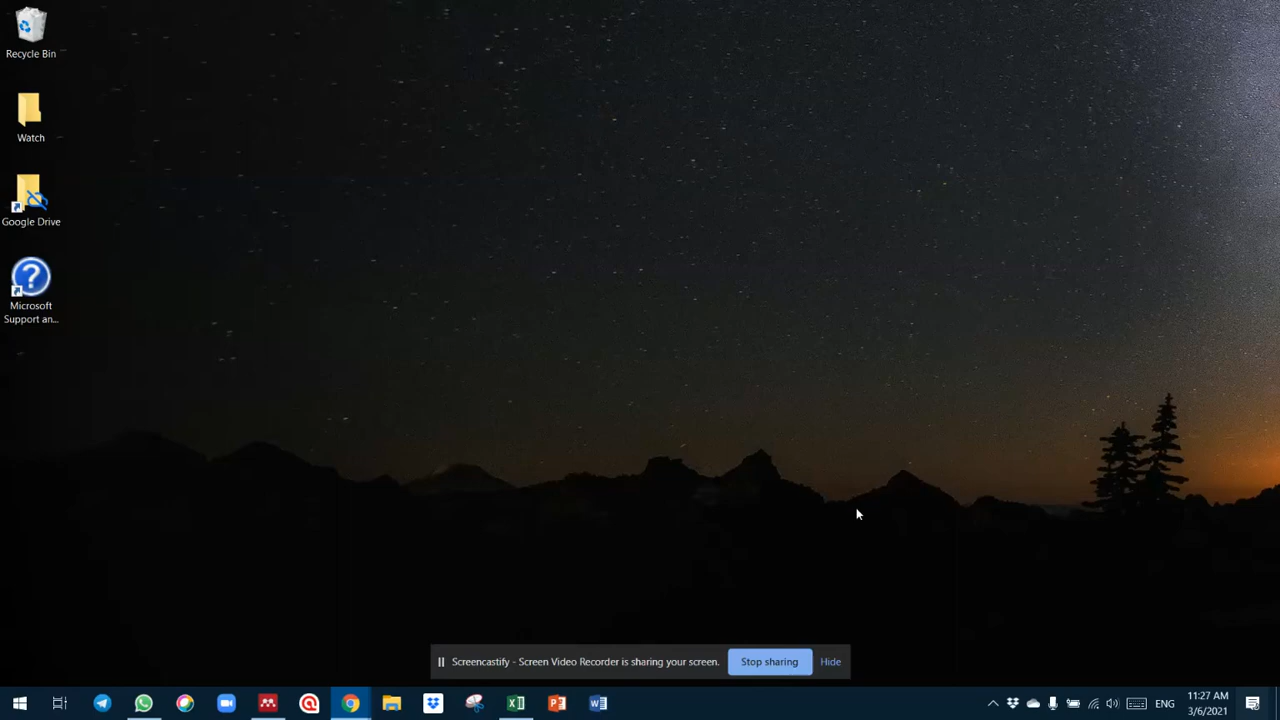 Recycle Bin
Watch
Google Drive
Microsoft
Support an...
Screencastify - Screen Video Recorder is sharing your screen.
Stop sharing
Hide
ENG
11:27 AM
3/6/2021